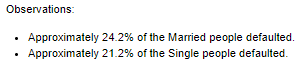 Observations:
• Approximately 24.2% of the Married people defaulted.
• Approximately 21.2% of the Single people defaulted.